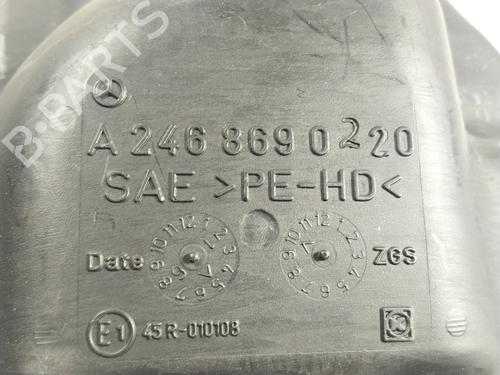 B-PARTS
A 246 869 0220
SAE >PE-HD<
Date
ZGS
E1 45 R-010108